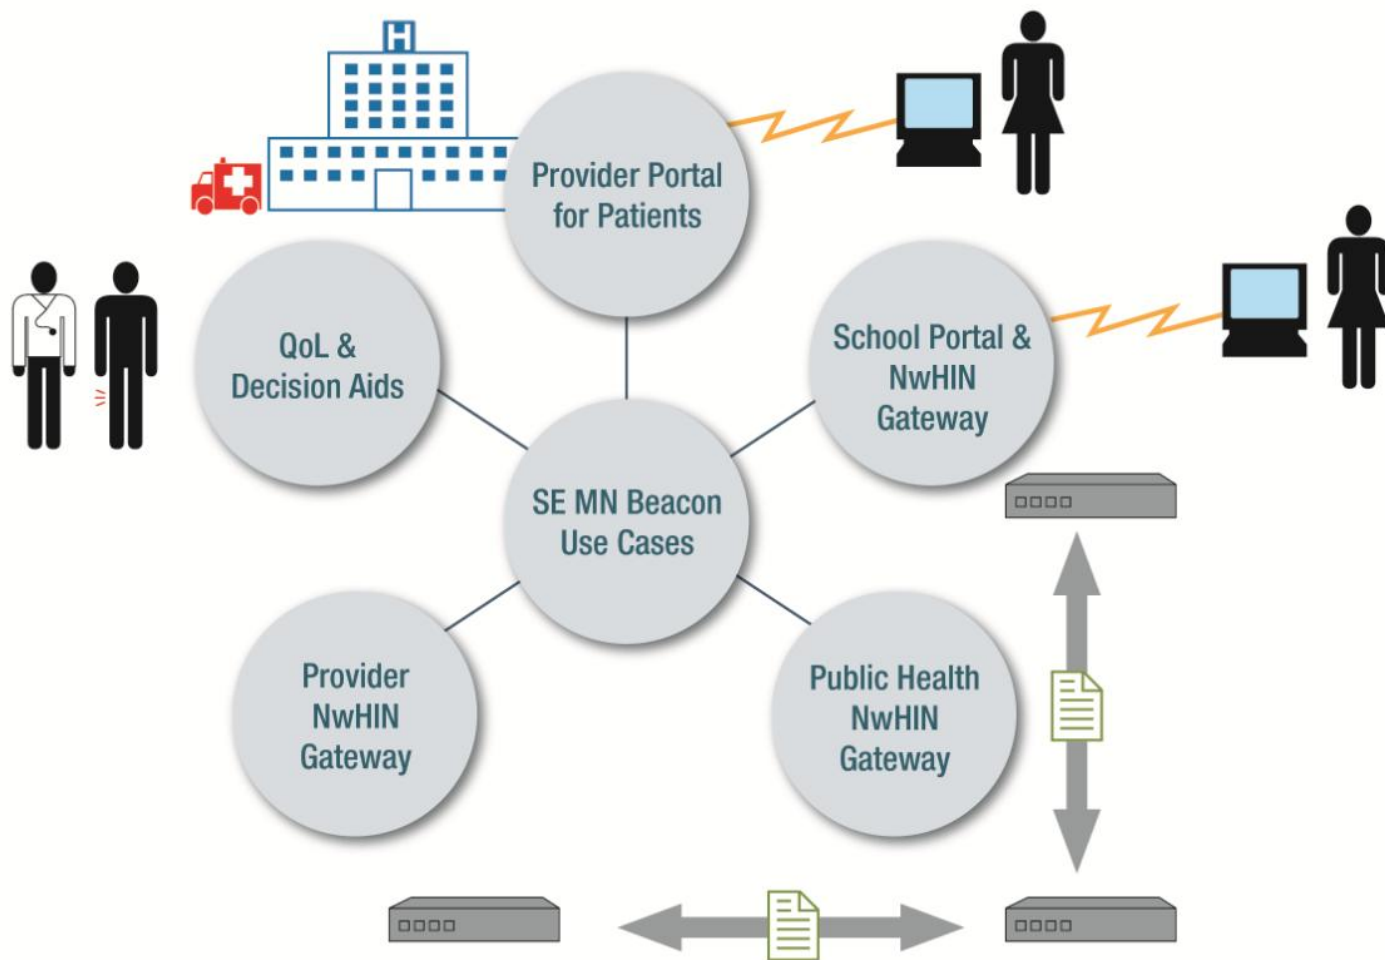 H
Provider Portal
for Patients
QoL &
Decision Aids
School Portal &
NwHIN
Gateway
SE MN Beacon
Use Cases
Provider
NwHIN
Gateway
Public Health
NwHIN
Gateway